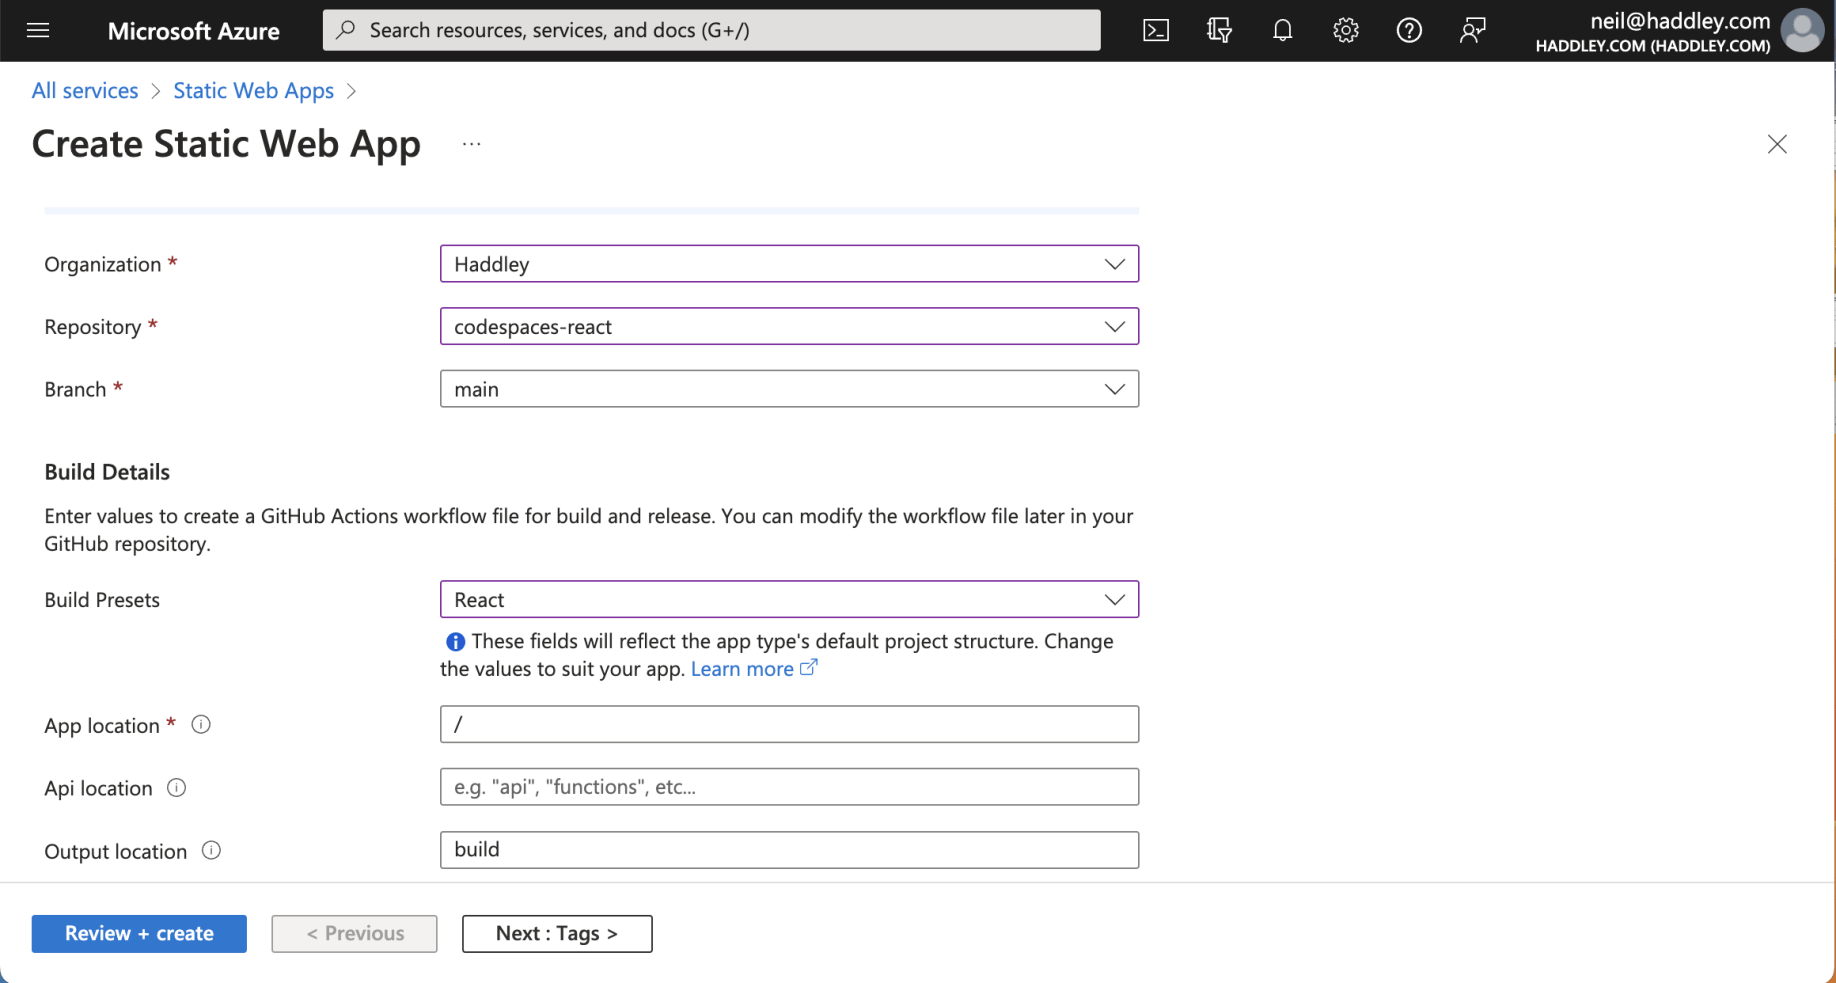 Microsoft Azure
Search resources, services, and docs (G+/)
neil@haddley.com
HADDLEY.COM (HADDLEY.COM)
All services > Static Web Apps >
Create Static Web App ...
Organization *
Haddley
Repository *
codespaces-react
Branch *
main
Build Details
Enter values to create a GitHub Actions workflow file for build and release. You can modify the workflow file later in your
GitHub repository.
Build Presets
React
These fields will reflect the app type's default project structure. Change
the values to suit your app. Learn more
App location *
/
Api location
e.g. "api", "functions", etc...
Output location
build
Review + create
< Previous
Next : Tags >